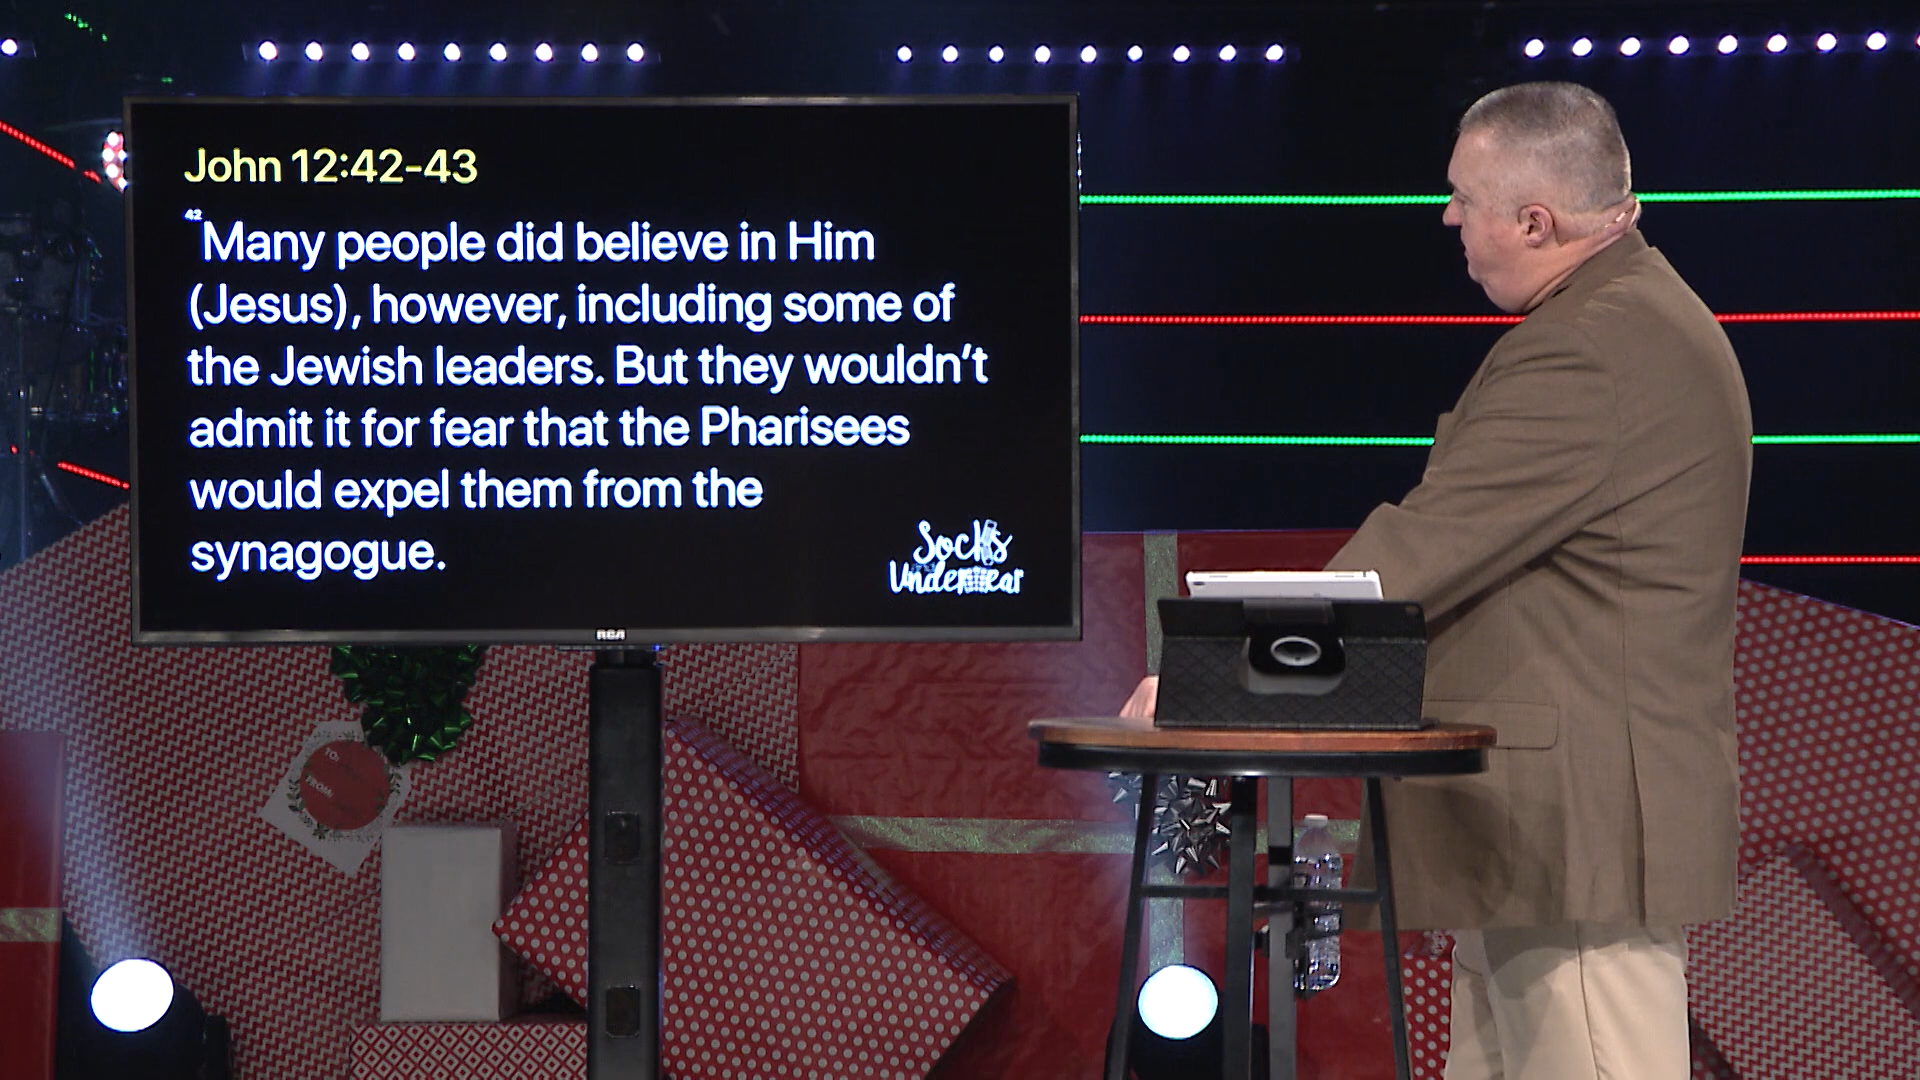 John 12:42-43
42 Many people did believe in Him
(Jesus), however, including some of
the Jewish leaders. But they wouldn't
admit it for fear that the Pharisees
would expel them from the
synagogue.
Socks
Underwear
RCA
TO:
FROM: